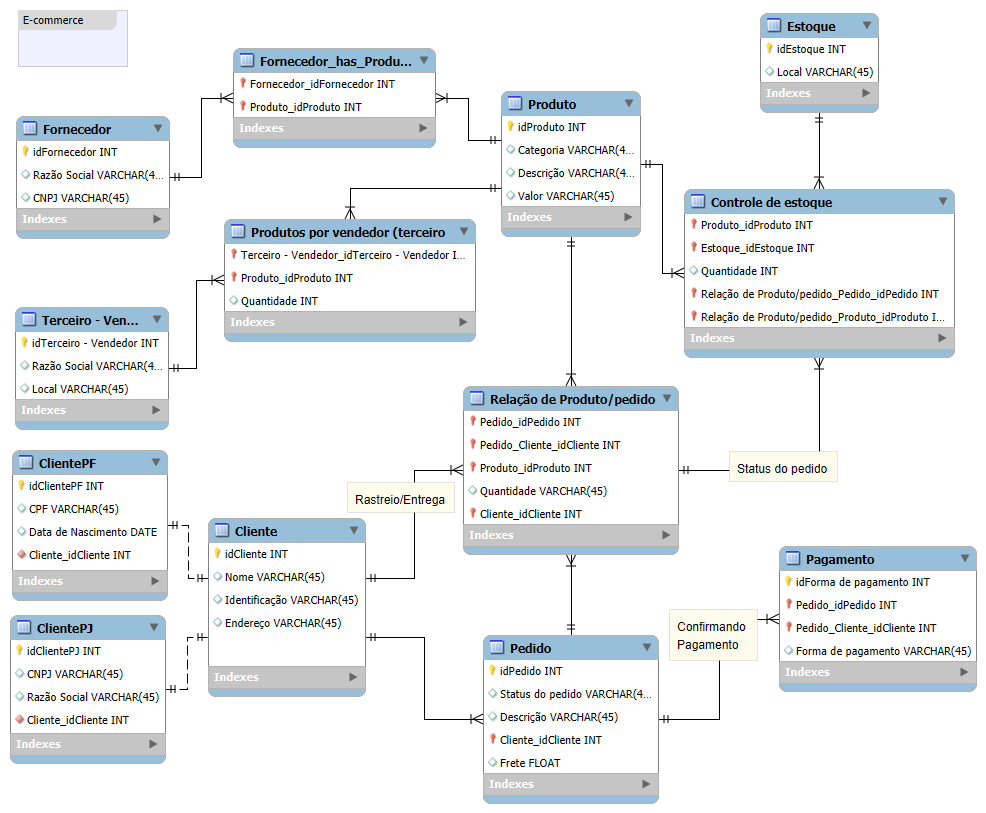 E-commerce
Fornecedor_has_Produ...
Fornecedor_idFornecedor INT
Produto_idProduto INT
Indexes
Estoque
idEstoque INT
Local VARCHAR(45)
Indexes
Produto
idProduto INT
Categoria VARCHAR(4...
Descrição VARCHAR(4...
Valor VARCHAR(45)
Indexes
Fornecedor
idFornecedor INT
Razão Social VARCHAR(4...
CNPJ VARCHAR(45)
Indexes
Controle de estoque
Produto_idProduto INT
Estoque_idEstoque INT
Quantidade INT
Relação de Produto/pedido_Pedido_idPedido INT
Relação de Produto/pedido_Produto_idProduto I...
Indexes
Produtos por vendedor (terceiro
Terceiro - Vendedor_idTerceiro - Vendedor I...
Produto_idProduto INT
Quantidade INT
Indexes
Terceiro - Ven...
idTerceiro - Vendedor INT
Razão Social VARCHAR(4...
Local VARCHAR(45)
Indexes
Relação de Produto/pedido
Pedido_idPedido INT
Pedido_Cliente_idCliente INT
Produto_idProduto INT
Quantidade VARCHAR(45)
Cliente_idCliente INT
Indexes
Status do pedido
Rastreio/Entrega
ClientePF
idClientePF INT
CPF VARCHAR(45)
Data de Nascimento DATE
Cliente_idCliente INT
Indexes
Cliente
idCliente INT
Nome VARCHAR(45)
Identificação VARCHAR(45)
Endereço VARCHAR(45)
Indexes
Pagamento
idForma de pagamento INT
Pedido_idPedido INT
Pedido_Cliente_idCliente INT
Forma de pagamento VARCHAR(45)
Indexes
Confirmando
Pagamento
ClientePJ
idClientePJ INT
CNPJ VARCHAR(45)
Razão Social VARCHAR(45)
Cliente_idCliente INT
Indexes
Pedido
idPedido INT
Status do pedido VARCHAR(4...
Descrição VARCHAR(45)
Cliente_idCliente INT
Frete FLOAT
Indexes